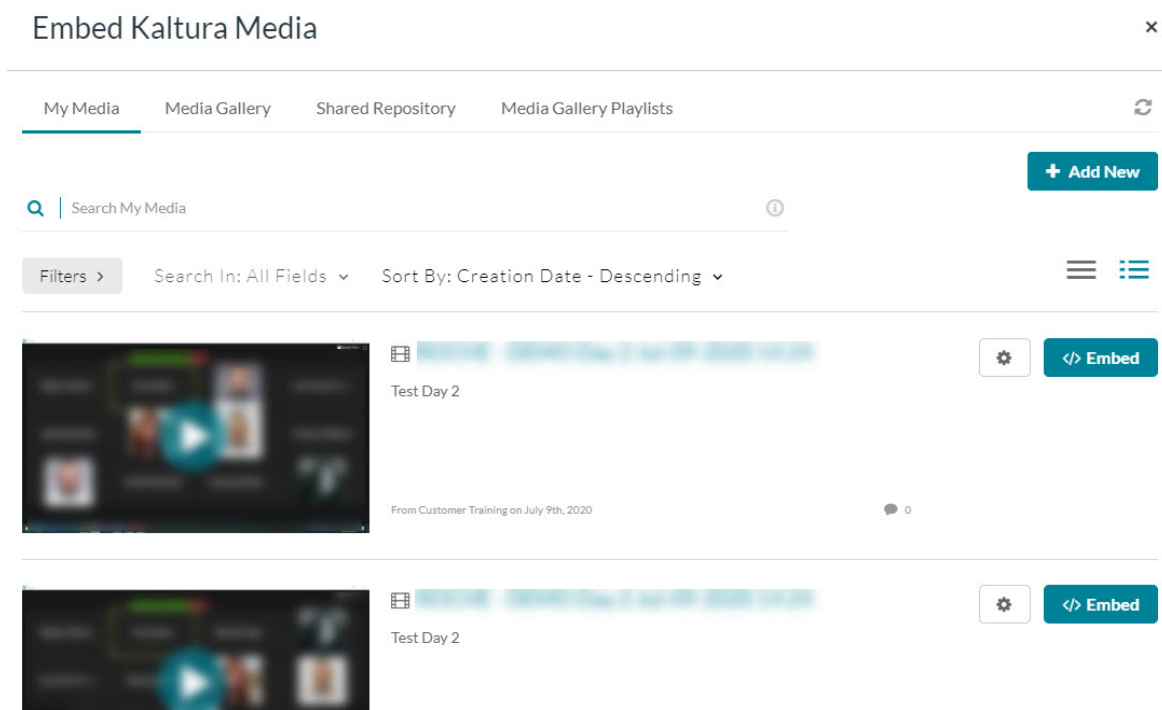 Embed Kaltura Media ×
My Media Media Gallery Shared Repository Media Gallery Playlists
+ Add New
Search My Media
Filters > Search In: All Fields Sort By: Creation Date - Descending
</> Embed
Test Day 2
From Customer Training on July 9th, 2020 0
</> Embed
Test Day 2